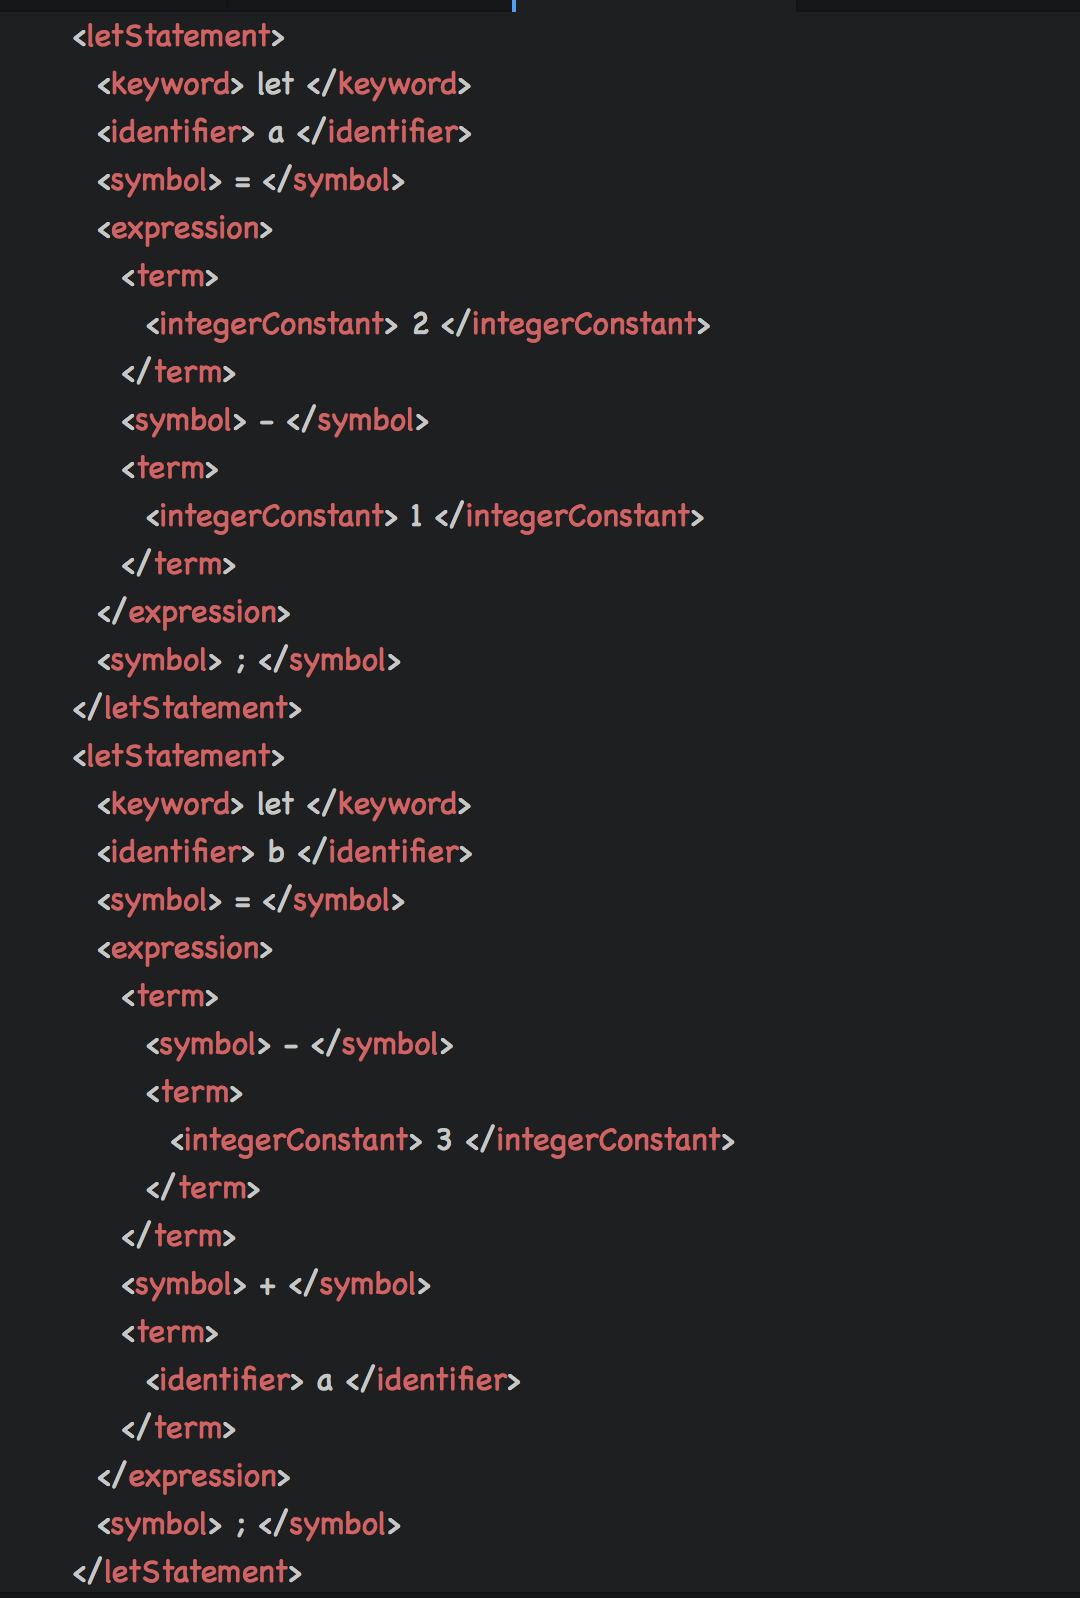 <letStatement>
<keyword> let </keyword>
<identifier> a </identifier>
<symbol> = </symbol>
<expression>
<term>
<integerConstant> 2 </integerConstant>
</term>
<symbol> - </symbol>
<term>
<integerConstant> 1 </integerConstant>
</term>
</expression>
<symbol> ; </symbol>
</letStatement>
<letStatement>
<keyword> let </keyword>
<identifier> b </identifier>
<symbol> = </symbol>
<expression>
<term>
<symbol> - </symbol>
<term>
<integerConstant> 3 </integerConstant>
</term>
</term>
<symbol> + </symbol>
<term>
<identifier> a </identifier>
</term>
</expression>
<symbol> ; </symbol>
</letStatement>